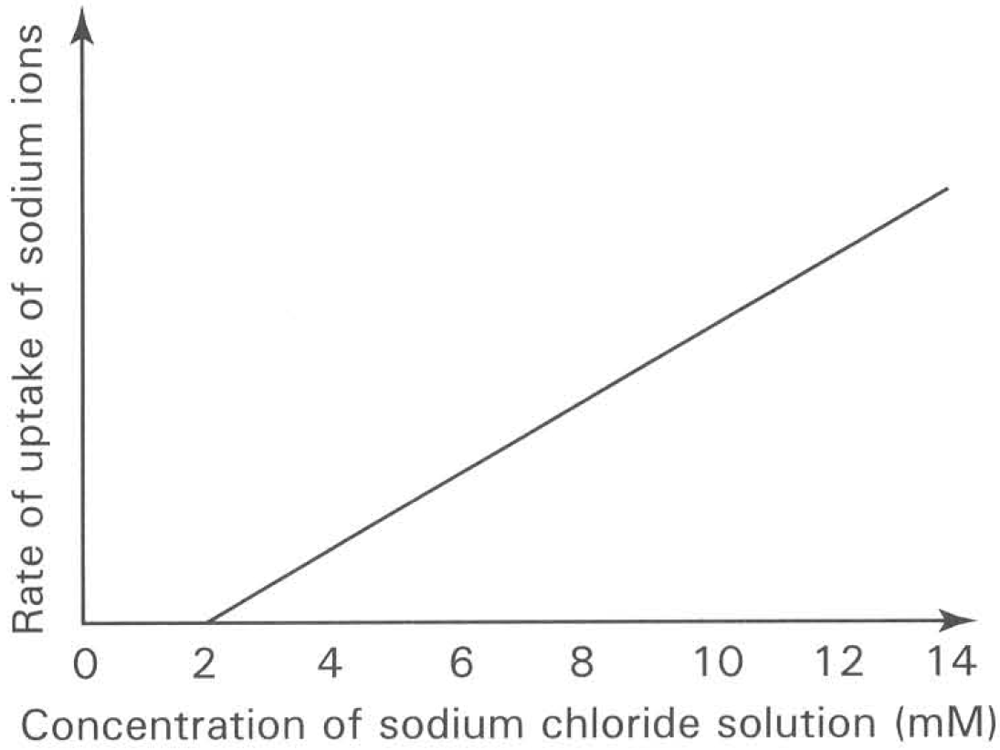 Rate of uptake of sodium ions
0 2 4 6 8 10 12 14
Concentration of sodium chloride solution (mM)